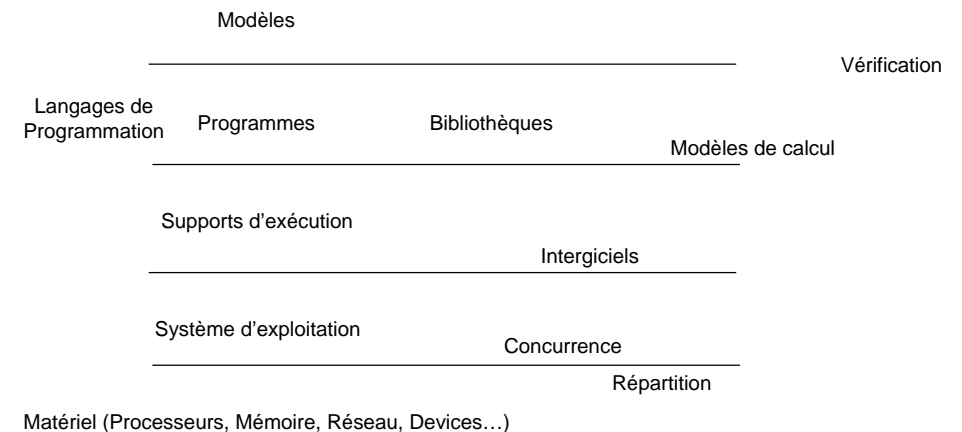 Modèles
Vérification
Langages de
Programmation
Programmes
Bibliothèques
Modèles de calcul
Supports d'exécution
Intergiciels
Système d'exploitation
Concurrence
Répartition
Matériel (Processeurs, Mémoire, Réseau, Devices…)